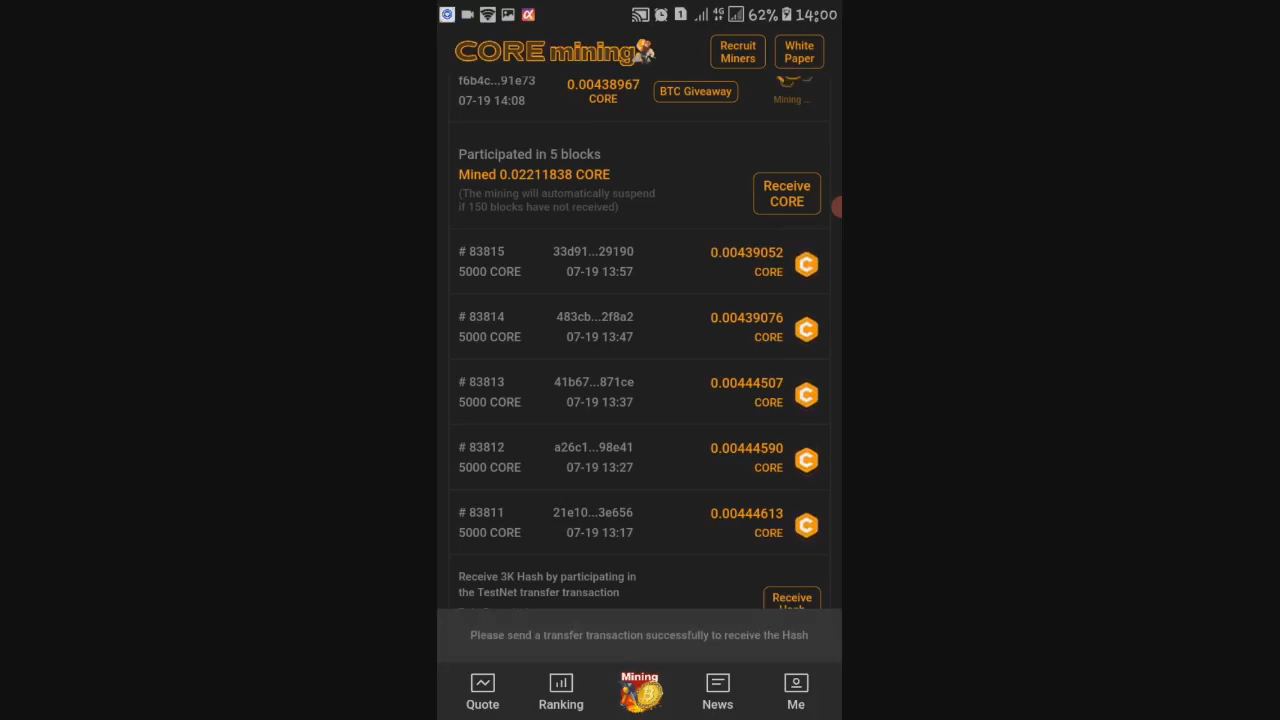 62% 14:00
CORE mining
Recruit Miners
White Paper
f6b4c...91e73
07-19 14:08
0.00438967
CORE
BTC Giveaway
Mining ...
Participated in 5 blocks
Mined 0.02211838 CORE
(The mining will automatically suspend
if 150 blocks have not received)
Receive
CORE
# 83815 33d91...29190 0.00439052
5000 CORE 07-19 13:57 CORE
# 83814 483cb...2f8a2 0.00439076
5000 CORE 07-19 13:47 CORE
# 83813 41b67...871ce 0.00444507
5000 CORE 07-19 13:37 CORE
# 83812 a26c1...98e41 0.00444590
5000 CORE 07-19 13:27 CORE
# 83811 21e10...3e656 0.00444613
5000 CORE 07-19 13:17 CORE
Receive 3K Hash by participating in
the TestNet transfer transaction
Receive
Hash
Please send a transfer transaction successfully to receive the Hash
Mining
Quote Ranking News Me